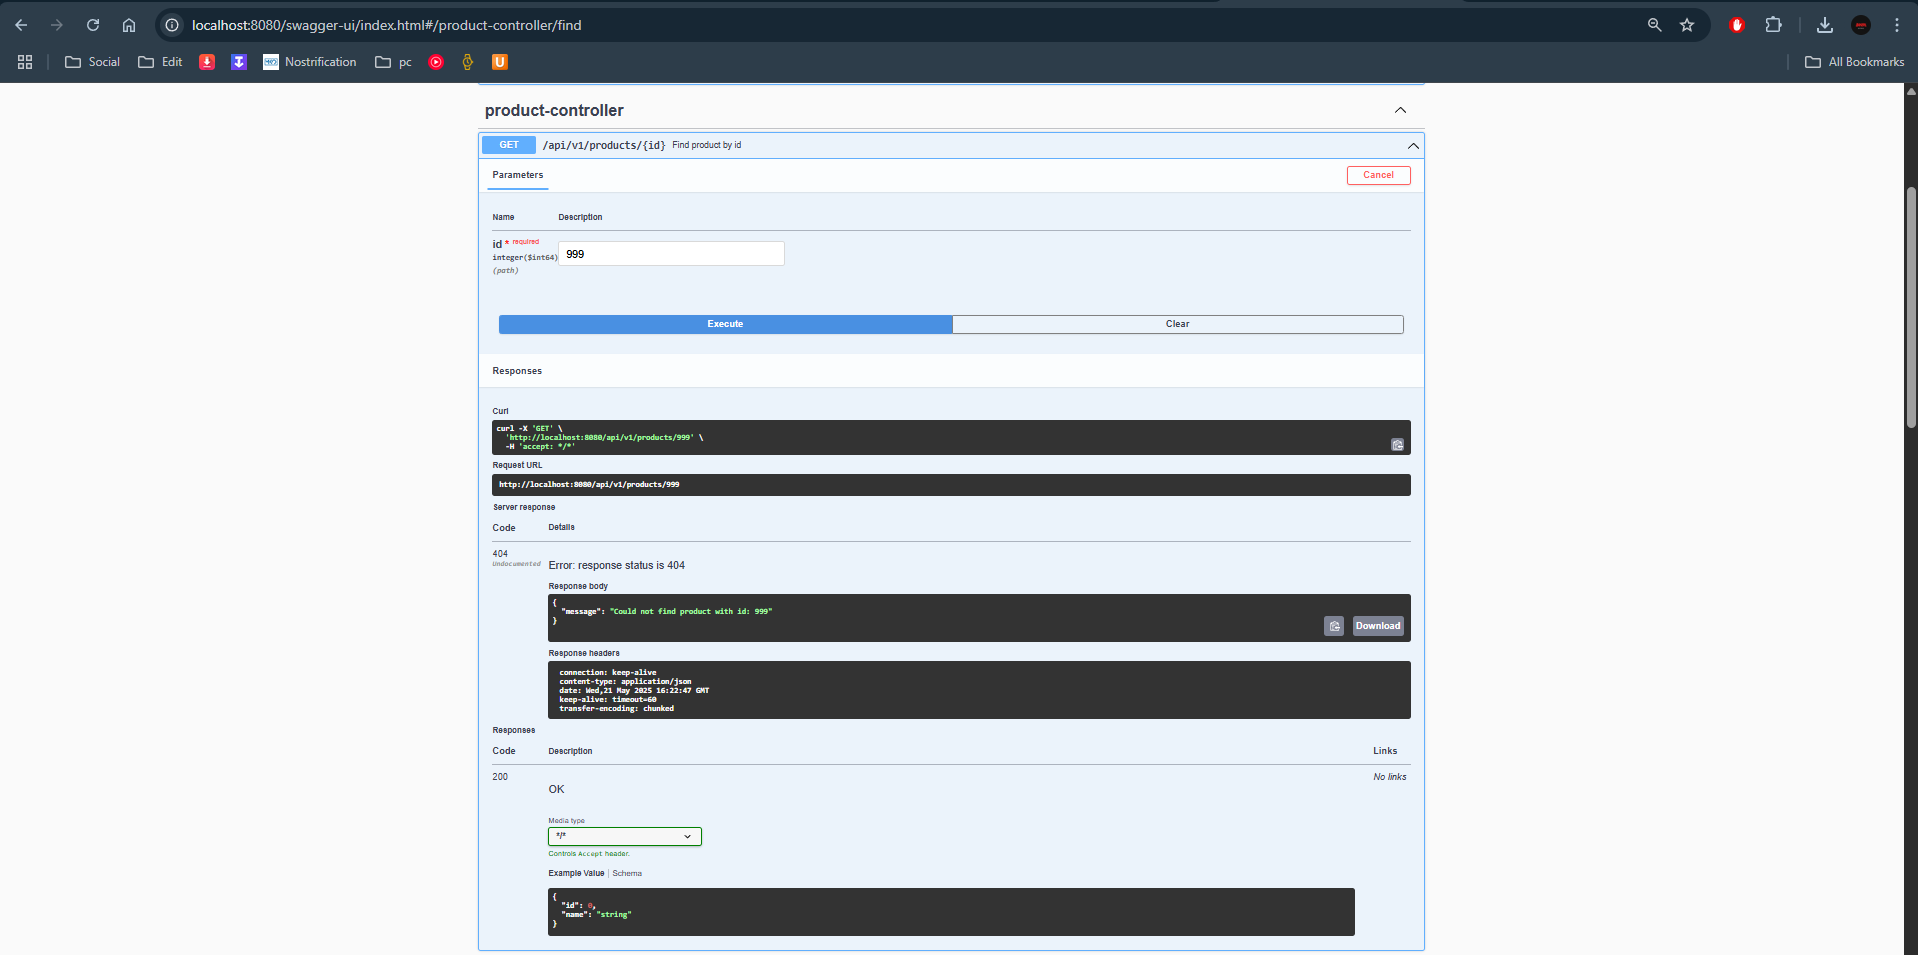 localhost:8080/swagger-ui/index.html#/product-controller/find
Social Edit Nostrification pc U All Bookmarks
product-controller
GET /api/v1/products/{id} Find product by id
Parameters Cancel
Name Description
id * required
integer($int64)
(path)
999
Execute Clear
Responses
Curl
curl -X 'GET' \
'http://localhost:8080/api/v1/products/999' \
-H 'accept: */*'
Request URL
http://localhost:8080/api/v1/products/999
Server response
Code Details
404
Undocumented
Error: response status is 404
Response body
{
"message": "Could not find product with id: 999"
}
Download
Response headers
connection: keep-alive
content-type: application/json
date: Wed,21 May 2025 16:22:47 GMT
keep-alive: timeout=60
transfer-encoding: chunked
Responses
Code Description Links
200 No links
OK
Media type
*/*
Controls Accept header.
Example Value Schema
{
"id": 0,
"name": "string"
}